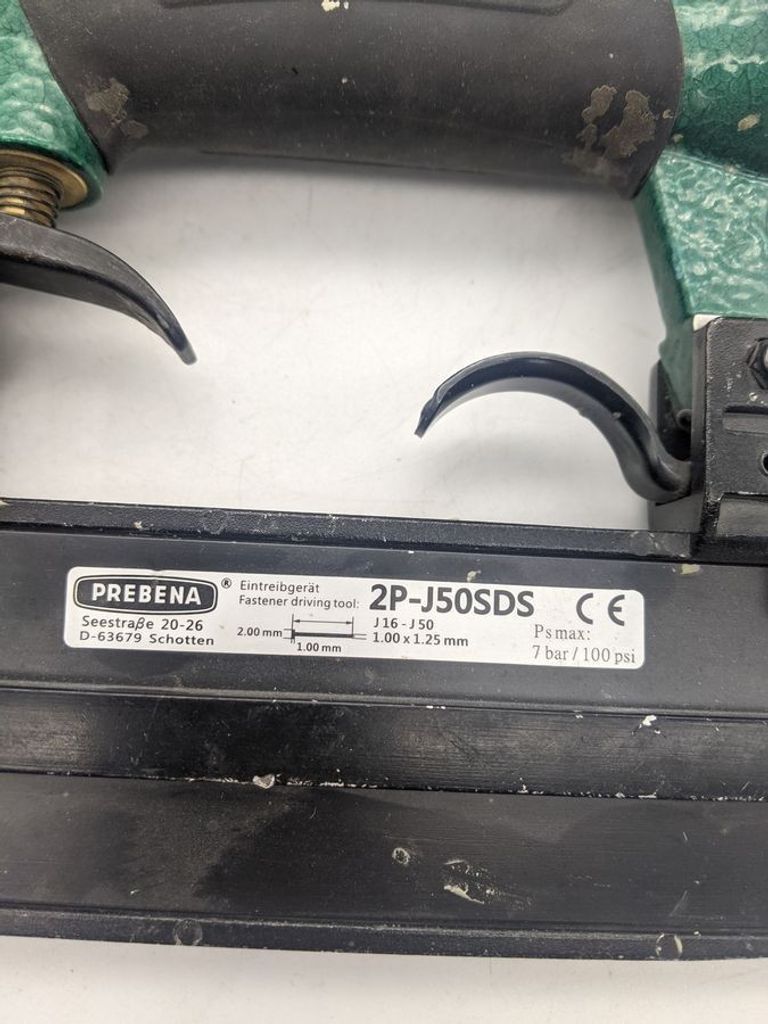 PREBENA ®
Seestraße 20-26
D-63679 Schotten
Eintreibgerät
Fastener driving tool: 2P-J50SDS
J16 - J50
2.00 mm
1.00 mm
1.00 x 1.25 mm
CE
Ps max:
7 bar / 100 psi